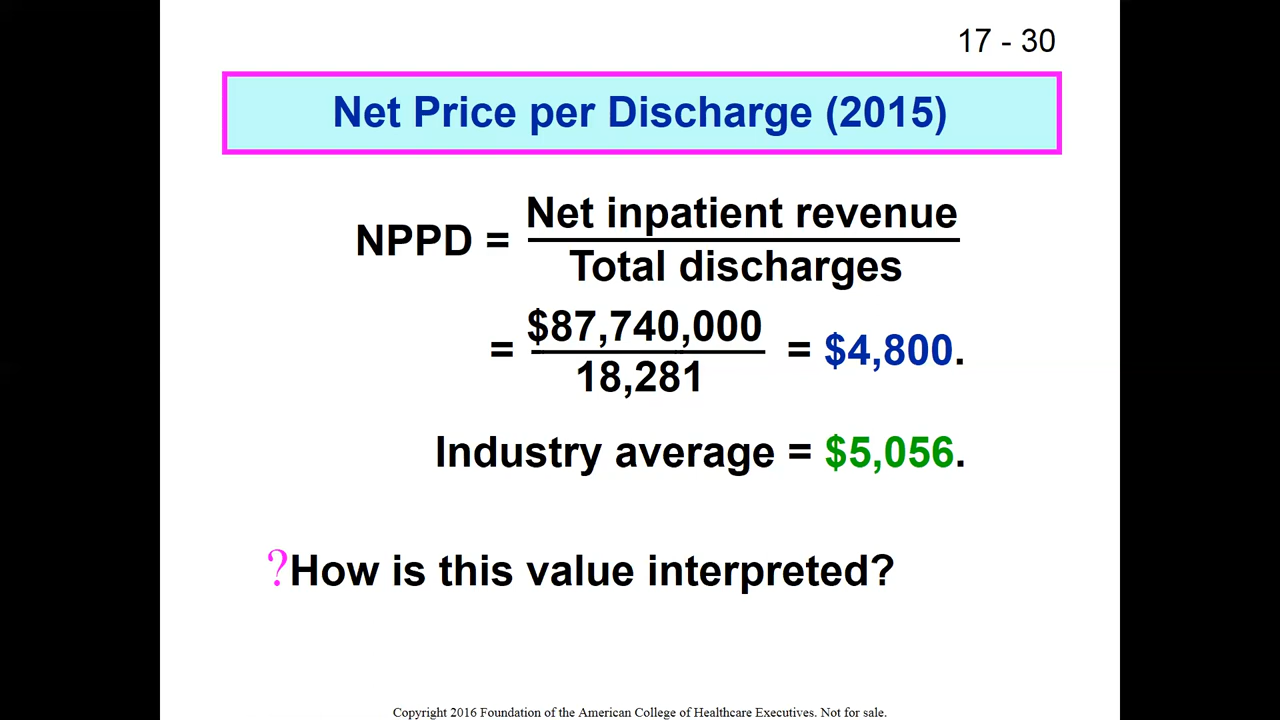 17 - 30
Net Price per Discharge (2015)
NPPD = Net inpatient revenue
Total discharges
= $87,740,000 = $4,800.
18,281
Industry average = $5,056.
?How is this value interpreted?
Copyright 2016 Foundation of the American College of Healthcare Executives. Not for sale.